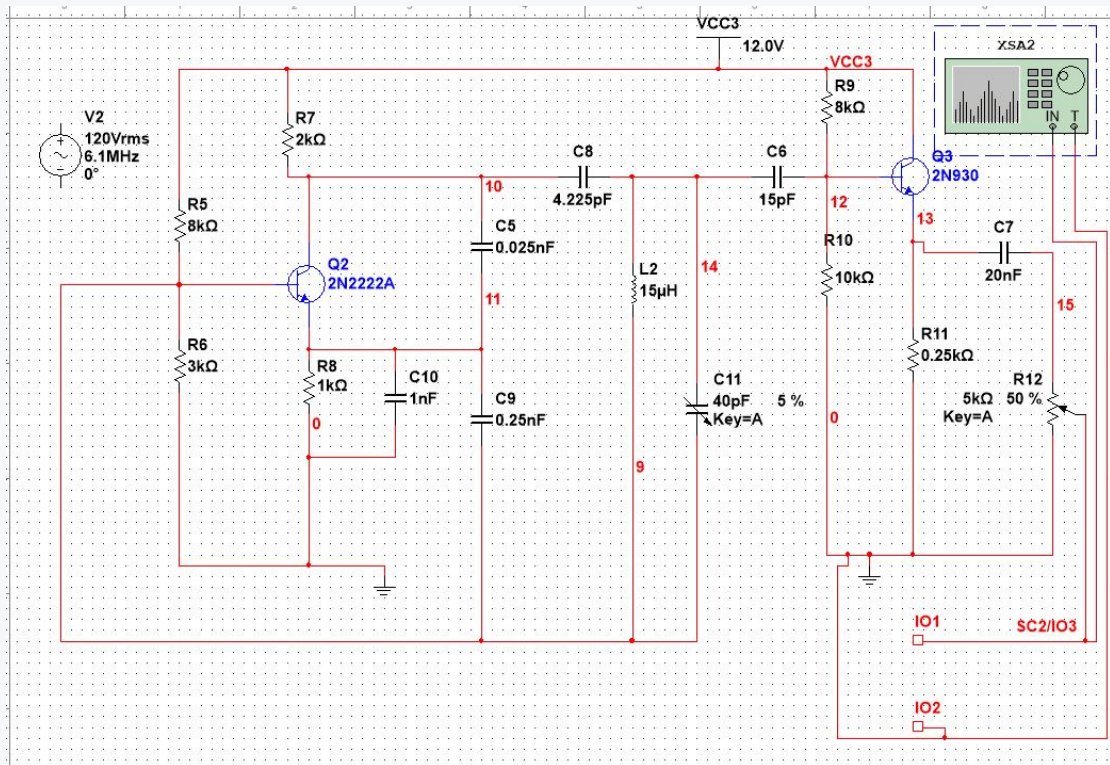 VCC3
12.0V
XSA2
IN T
V2
120Vrms
6.1MHz
0°
R7
2kΩ
VCC3
R9
8kΩ
Q3
2N930
C8
4.225pF
C6
15pF
10
12
13
R5
8kΩ
C5
0.025nF
R10
10kΩ
C7
20nF
Q2
2N2222A
L2
15µH
14
11
15
R6
3kΩ
R8
1kΩ
C10
1nF
C9
0.25nF
R11
0.25kΩ
C11
40pF 5 %
Key=A
R12
5kΩ 50 %
Key=A
0
0
9
IO1
SC2/IO3
IO2